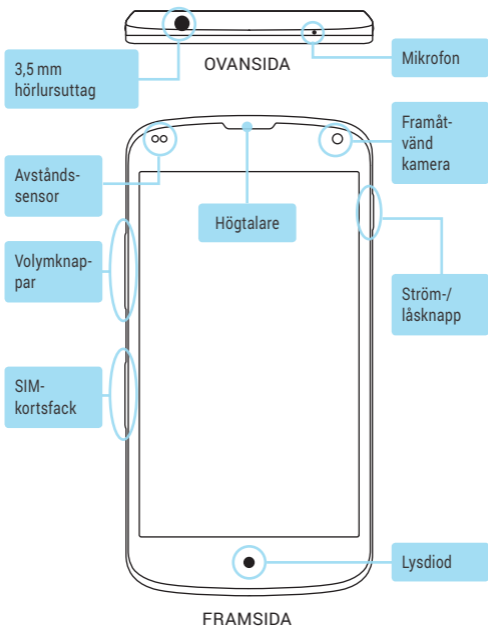 OVANSIDA
3,5 mm
hörlursuttag
Mikrofon
Framåt-
vänd
kamera
Avstånds-
sensor
Högtalare
Volymknap-
par
Ström-/
låsknapp
SIM-
kortsfack
Lysdiod
FRAMSIDA